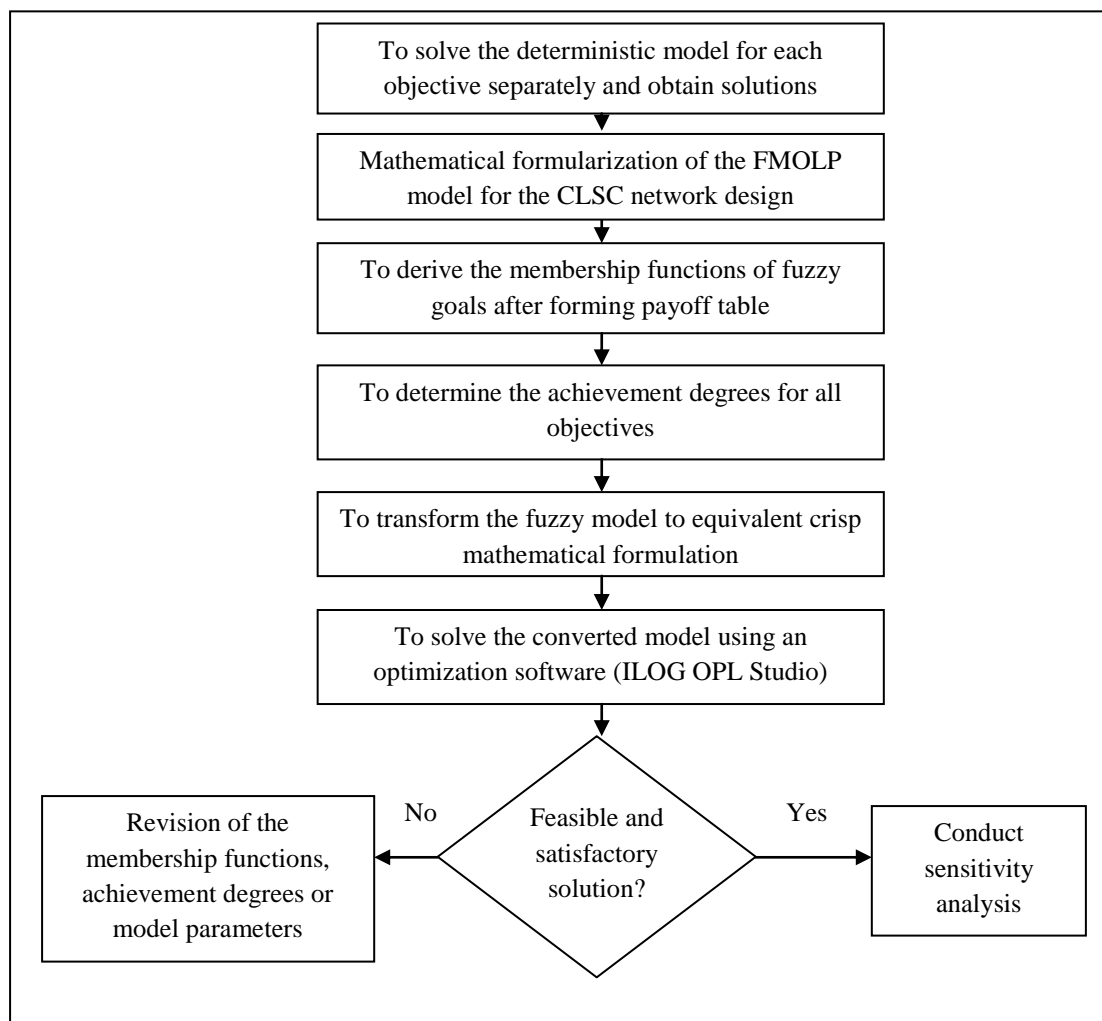 To solve the deterministic model for each
objective separately and obtain solutions
Mathematical formularization of the FMOLP
model for the CLSC network design
To derive the membership functions of fuzzy
goals after forming payoff table
To determine the achievement degrees for all
objectives
To transform the fuzzy model to equivalent crisp
mathematical formulation
To solve the converted model using an
optimization software (ILOG OPL Studio)
Feasible and
satisfactory
solution?
No
Revision of the
membership functions,
achievement degrees or
model parameters
Yes
Conduct
sensitivity
analysis